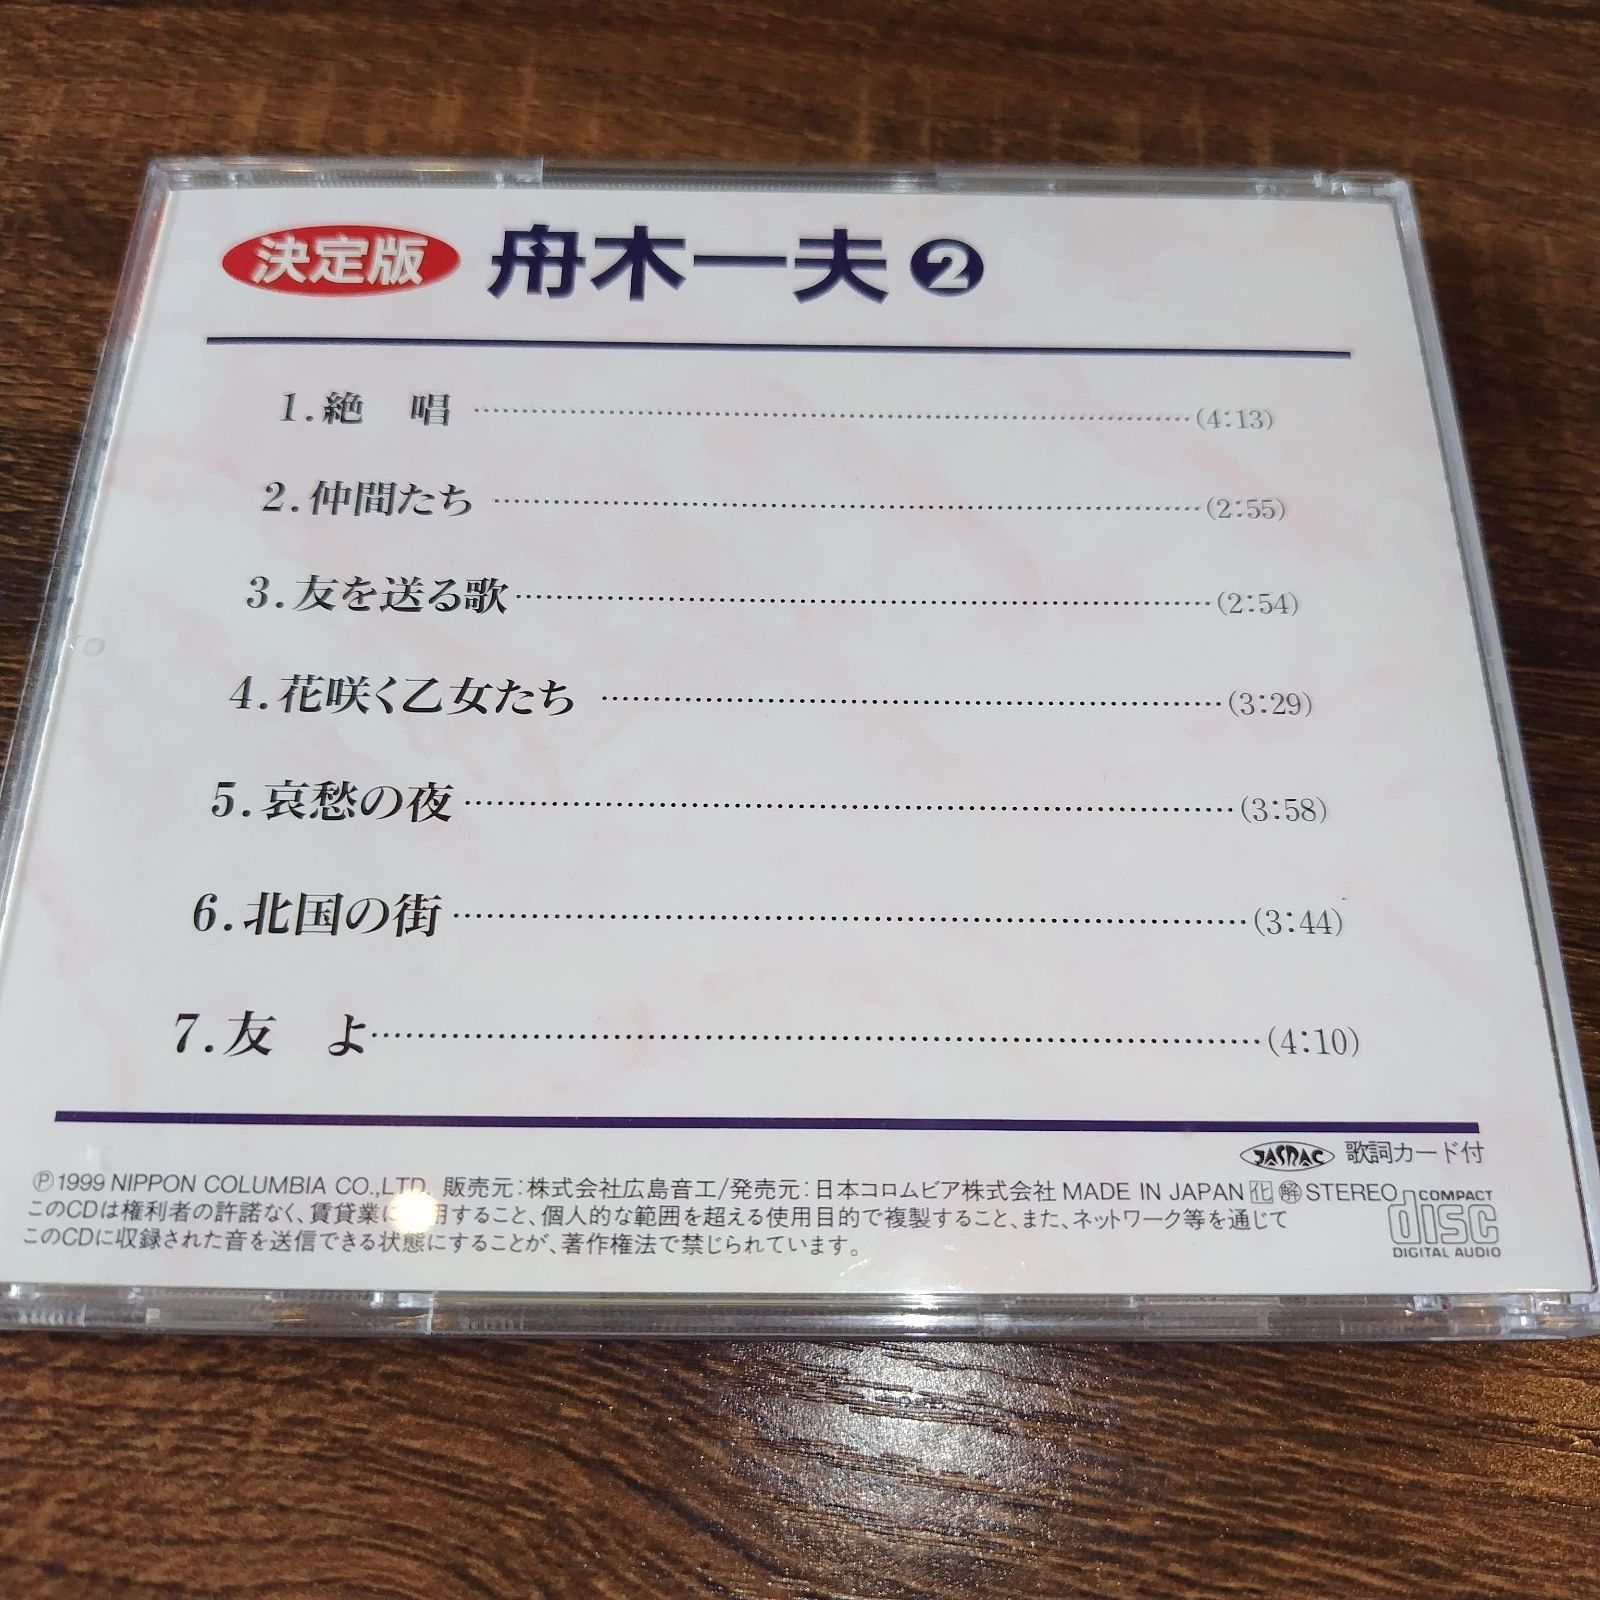 決定版 舟木一夫 2
1.絶　唱 ……(4:13)
2.仲間たち ……(2:55)
3.友を送る歌……(2:54)
4.花咲く乙女たち ……(3:29)
5.哀愁の夜……(3:58)
6.北国の街……(3:44)
7.友　よ……(4:10)
JASRAC 歌詞カード付
Ⓟ1999 NIPPON COLUMBIA CO.,LTD. 販売元:株式会社広島音工/発売元:日本コロムビア株式会社 MADE IN JAPAN 化 解 STEREO
このCDは権利者の許諾なく、賃貸業に 用すること、個人的な範囲を超える使用目的で複製すること、また、ネットワーク等を通じて
このCDに収録された音を送信できる状態にすることが、著作権法で禁じられています。
COMPACT
disc
DIGITAL AUDIO